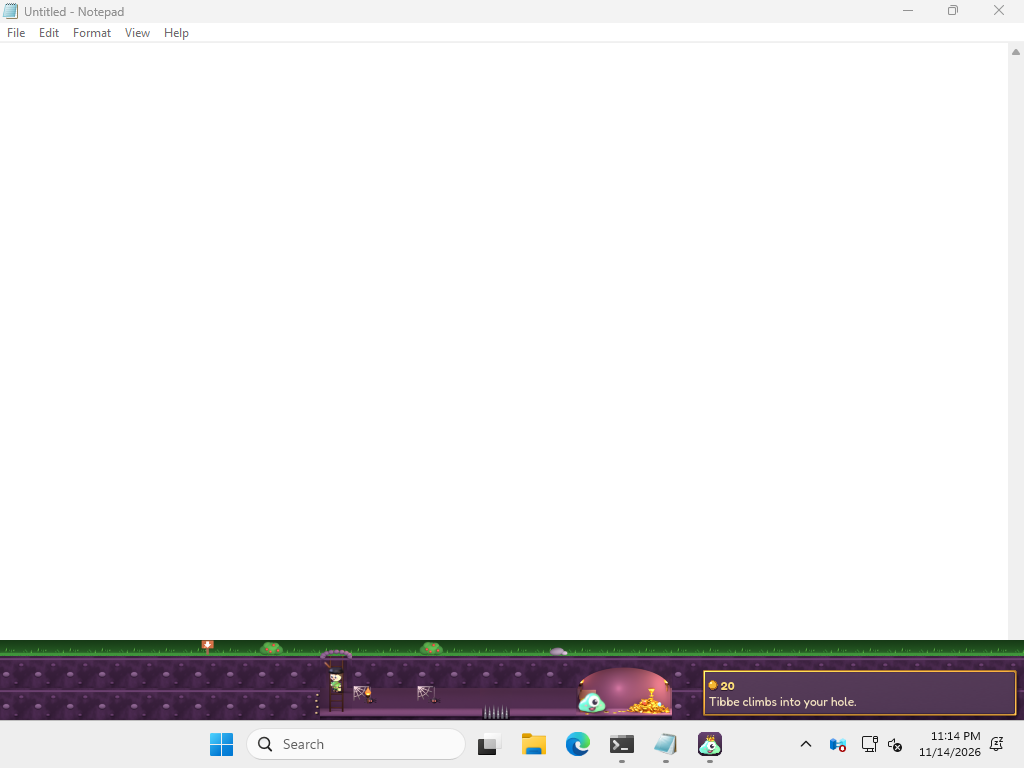 Untitled - Notepad
File Edit Format View Help
20
Tibbe climbs into your hole.
Search
11:14 PM
11/14/2026